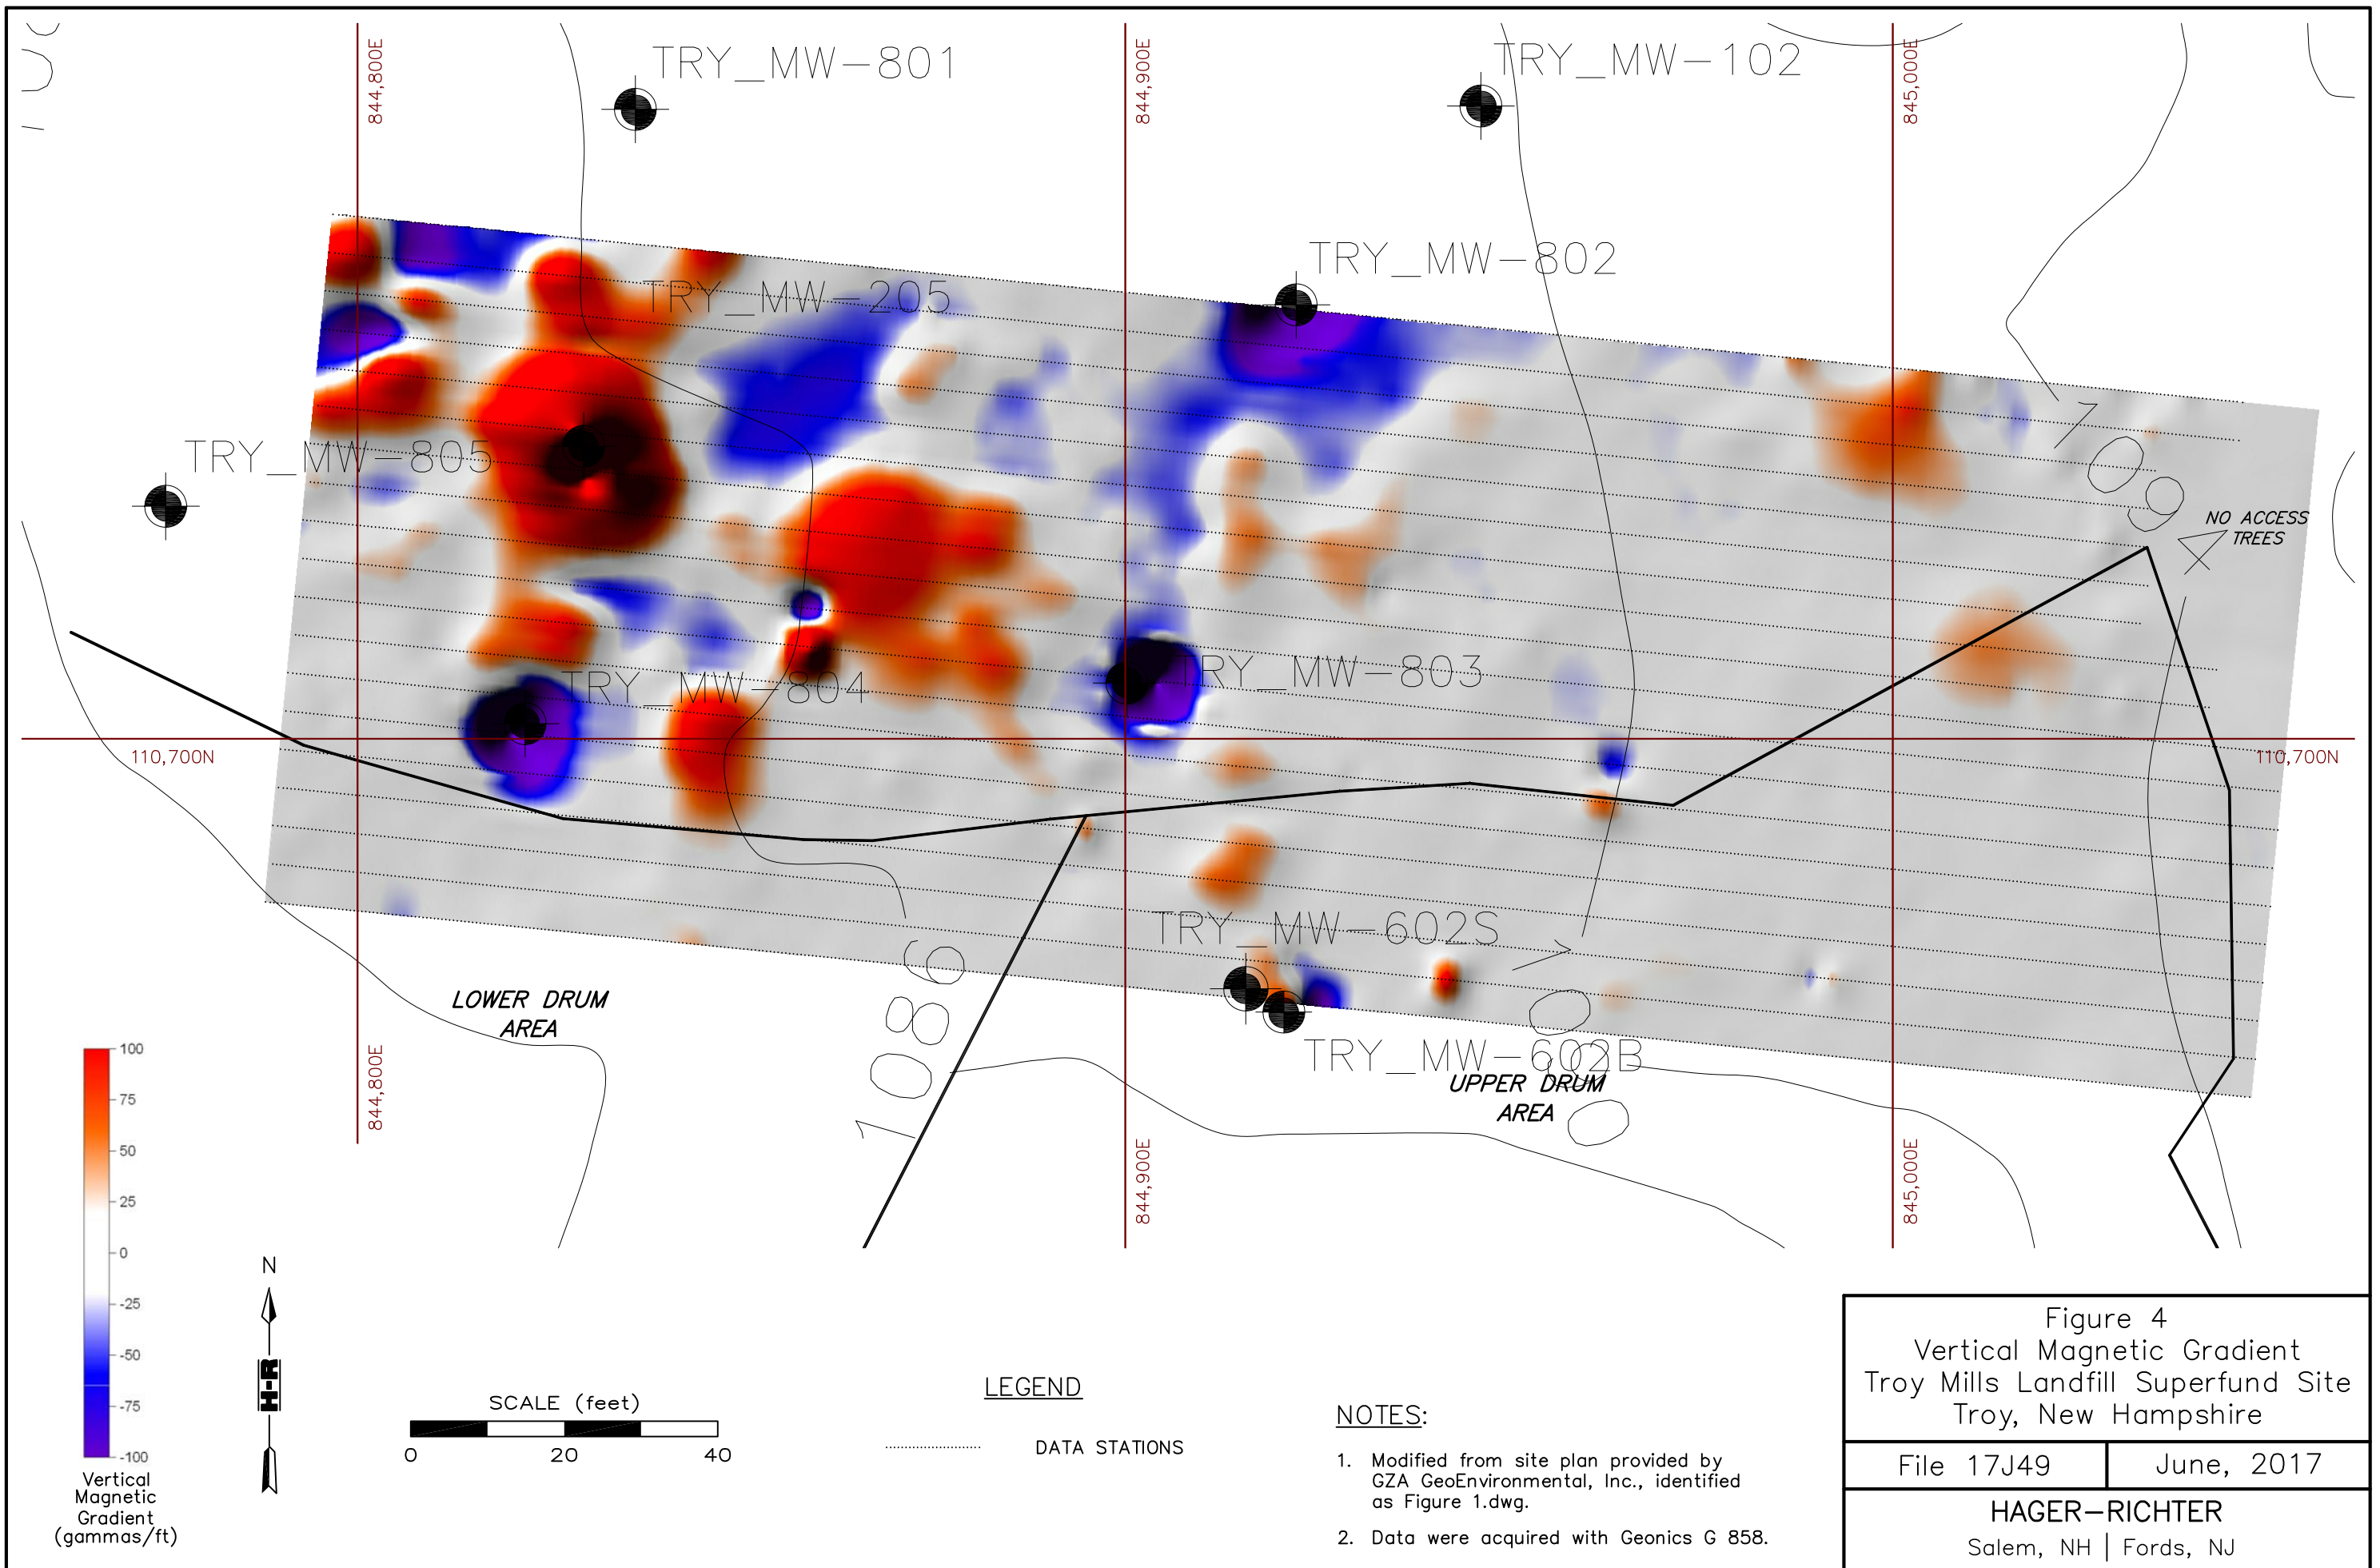 TRY_MW-801
TRY_MW-102
844,800E
844,900E
845,000E
TRY_MW-802
TRY_MW-205
TRY_MW-805
1094
NO ACCESS
TREES
TRY_MW-804
TRY_MW-803
110,700N
110,700N
TRY_MW-602S
TRY_MW-602B
1086
1090
LOWER DRUM
AREA
UPPER DRUM
AREA
844,800E
844,900E
845,000E
100
75
50
25
0
-25
-50
-75
-100
Vertical
Magnetic
Gradient
(gammas/ft)
N
H-R
SCALE (feet)
0 20 40
LEGEND
DATA STATIONS
NOTES:
1. Modified from site plan provided by
GZA GeoEnvironmental, Inc., identified
as Figure 1.dwg.
2. Data were acquired with Geonics G 858.
Figure 4
Vertical Magnetic Gradient
Troy Mills Landfill Superfund Site
Troy, New Hampshire
File 17J49
June, 2017
HAGER-RICHTER
Salem, NH | Fords, NJ